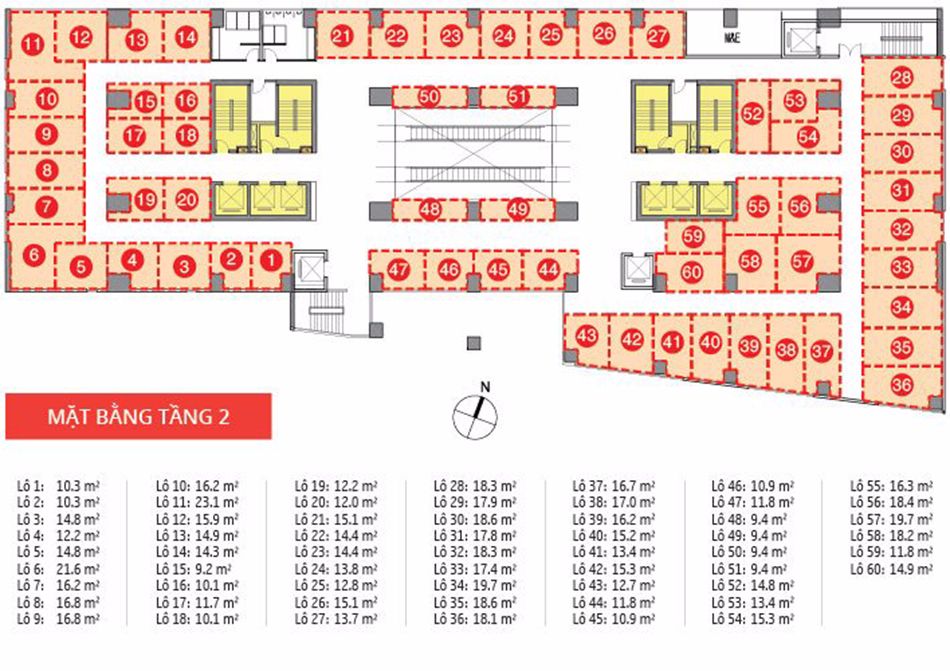 11 12 13 14 21 22 23 24 25 26 27 M&E
28
10 15 16 50 51 52 53 29
9 17 18 54 30
8 31
7 19 20 48 49 55 56 32
59
6 5 4 3 2 1 47 46 45 44 60 58 57 33
34
43 42 41 40 39 38 37 35
36
N
MẶT BẰNG TẦNG 2
Lô 1: 10.3 m²
Lô 2: 10.3 m²
Lô 3: 14.8 m²
Lô 4: 12.2 m²
Lô 5: 14.8 m²
Lô 6: 21.6 m²
Lô 7: 16.2 m²
Lô 8: 16.8 m²
Lô 9: 16.8 m²
Lô 10: 16.2 m²
Lô 11: 23.1 m²
Lô 12: 15.9 m²
Lô 13: 14.9 m²
Lô 14: 14.3 m²
Lô 15: 9.2 m²
Lô 16: 10.1 m²
Lô 17: 11.7 m²
Lô 18: 10.1 m²
Lô 19: 12.2 m²
Lô 20: 12.0 m²
Lô 21: 15.1 m²
Lô 22: 14.4 m²
Lô 23: 14.4 m²
Lô 24: 13.8 m²
Lô 25: 12.8 m²
Lô 26: 15.1 m²
Lô 27: 13.7 m²
Lô 28: 18.3 m²
Lô 29: 17.9 m²
Lô 30: 18.6 m²
Lô 31: 17.8 m²
Lô 32: 18.3 m²
Lô 33: 17.4 m²
Lô 34: 19.7 m²
Lô 35: 18.6 m²
Lô 36: 18.1 m²
Lô 37: 16.7 m²
Lô 38: 17.0 m²
Lô 39: 16.2 m²
Lô 40: 15.2 m²
Lô 41: 13.4 m²
Lô 42: 15.3 m²
Lô 43: 12.7 m²
Lô 44: 11.8 m²
Lô 45: 10.9 m²
Lô 46: 10.9 m²
Lô 47: 11.8 m²
Lô 48: 9.4 m²
Lô 49: 9.4 m²
Lô 50: 9.4 m²
Lô 51: 9.4 m²
Lô 52: 14.8 m²
Lô 53: 13.4 m²
Lô 54: 15.3 m²
Lô 55: 16.3 m²
Lô 56: 18.4 m²
Lô 57: 19.7 m²
Lô 58: 18.2 m²
Lô 59: 11.8 m²
Lô 60: 14.9 m²